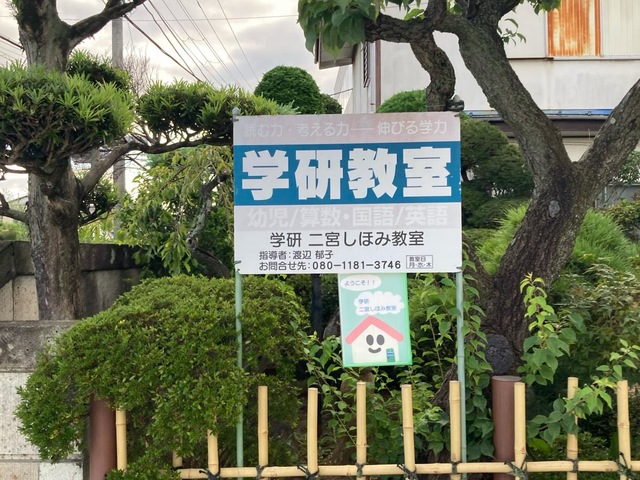 読む力・考える力──伸びる学力
学研教室
幼児/算数・国語/英語
学研 二宮しほみ教室
指導者:渡辺 郁子
お問合せ先:080-1181-3746
教室日
月・水・木
ようこそ!!
学研
二宮しほみ教室